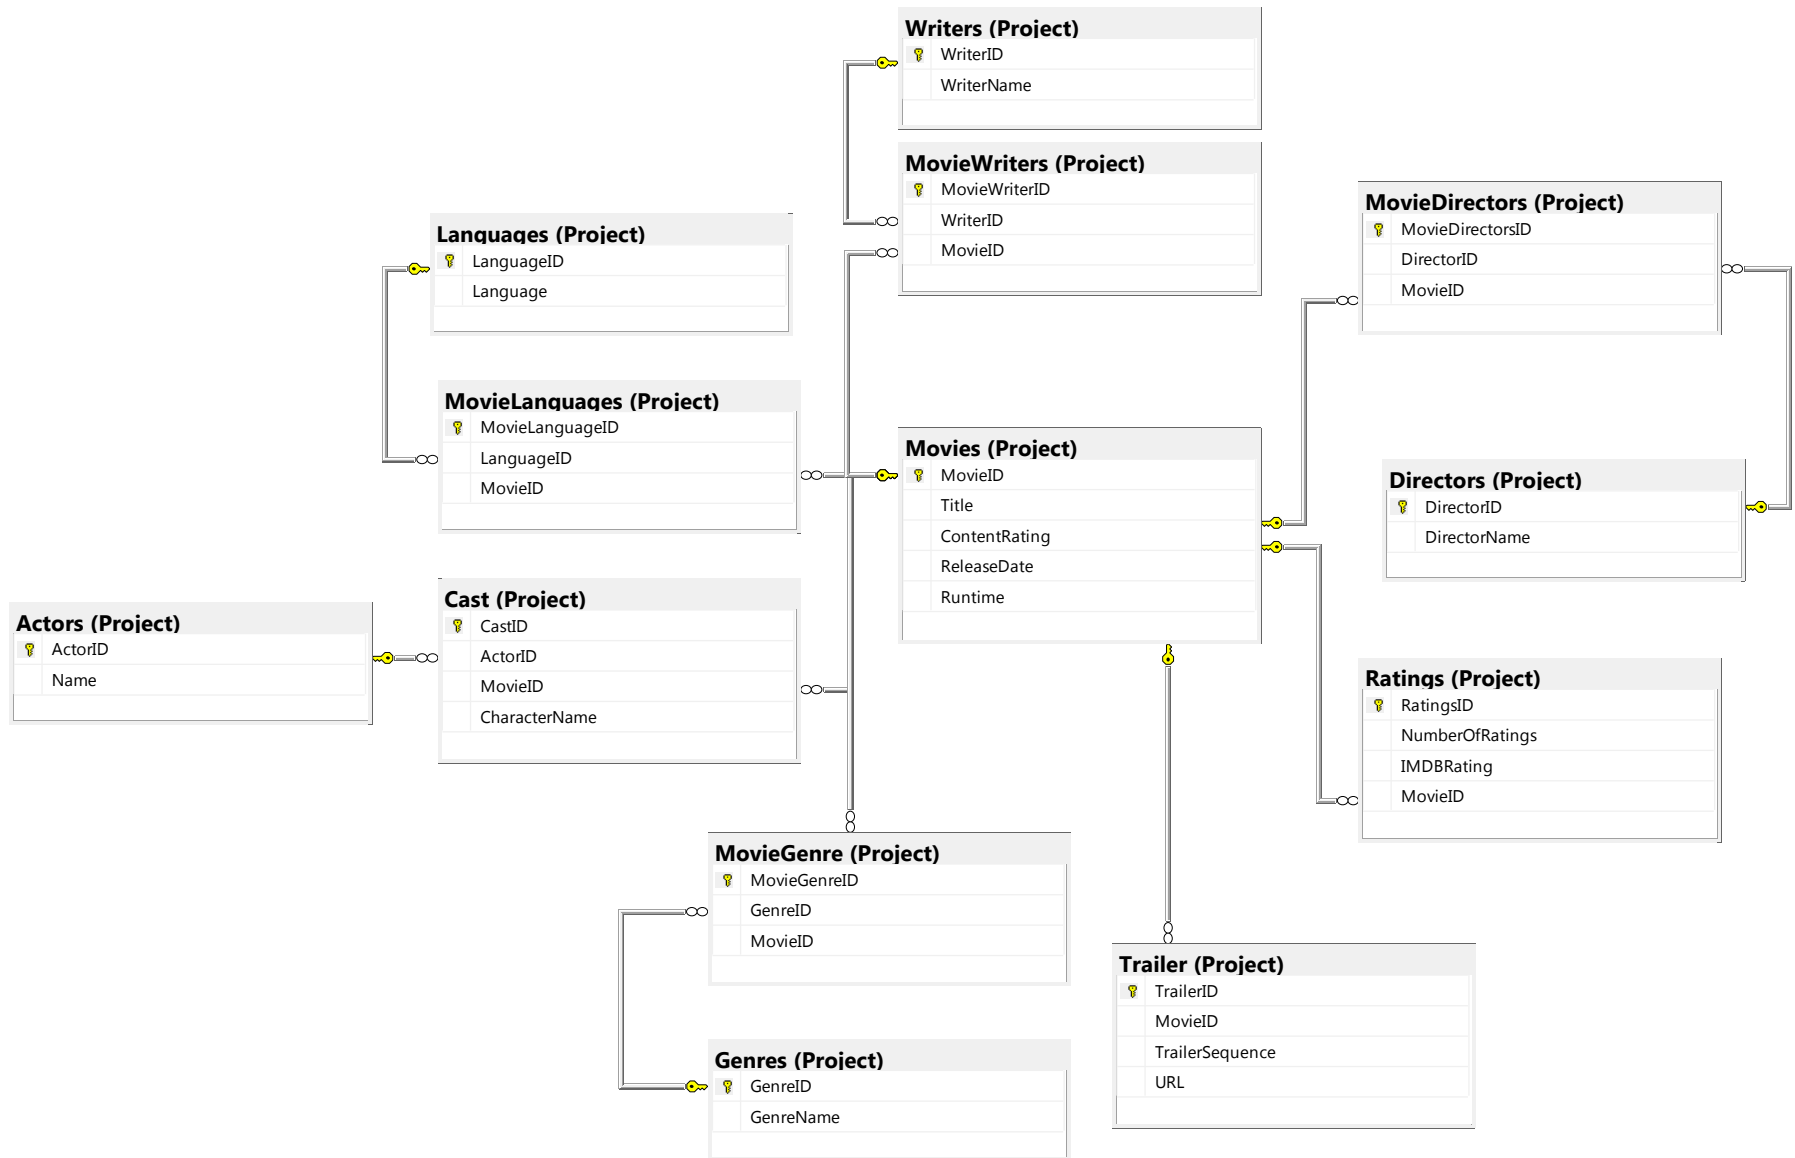 Writers (Project)
WriterID
WriterName
MovieWriters (Project)
MovieWriterID
WriterID
MovieID
MovieDirectors (Project)
MovieDirectorsID
DirectorID
MovieID
Languages (Project)
LanguageID
Language
MovieLanguages (Project)
MovieLanguageID
LanguageID
MovieID
Movies (Project)
MovieID
Title
ContentRating
ReleaseDate
Runtime
Directors (Project)
DirectorID
DirectorName
Actors (Project)
ActorID
Name
Cast (Project)
CastID
ActorID
MovieID
CharacterName
Ratings (Project)
RatingsID
NumberOfRatings
IMDBRating
MovieID
MovieGenre (Project)
MovieGenreID
GenreID
MovieID
Trailer (Project)
TrailerID
MovieID
TrailerSequence
URL
Genres (Project)
GenreID
GenreName